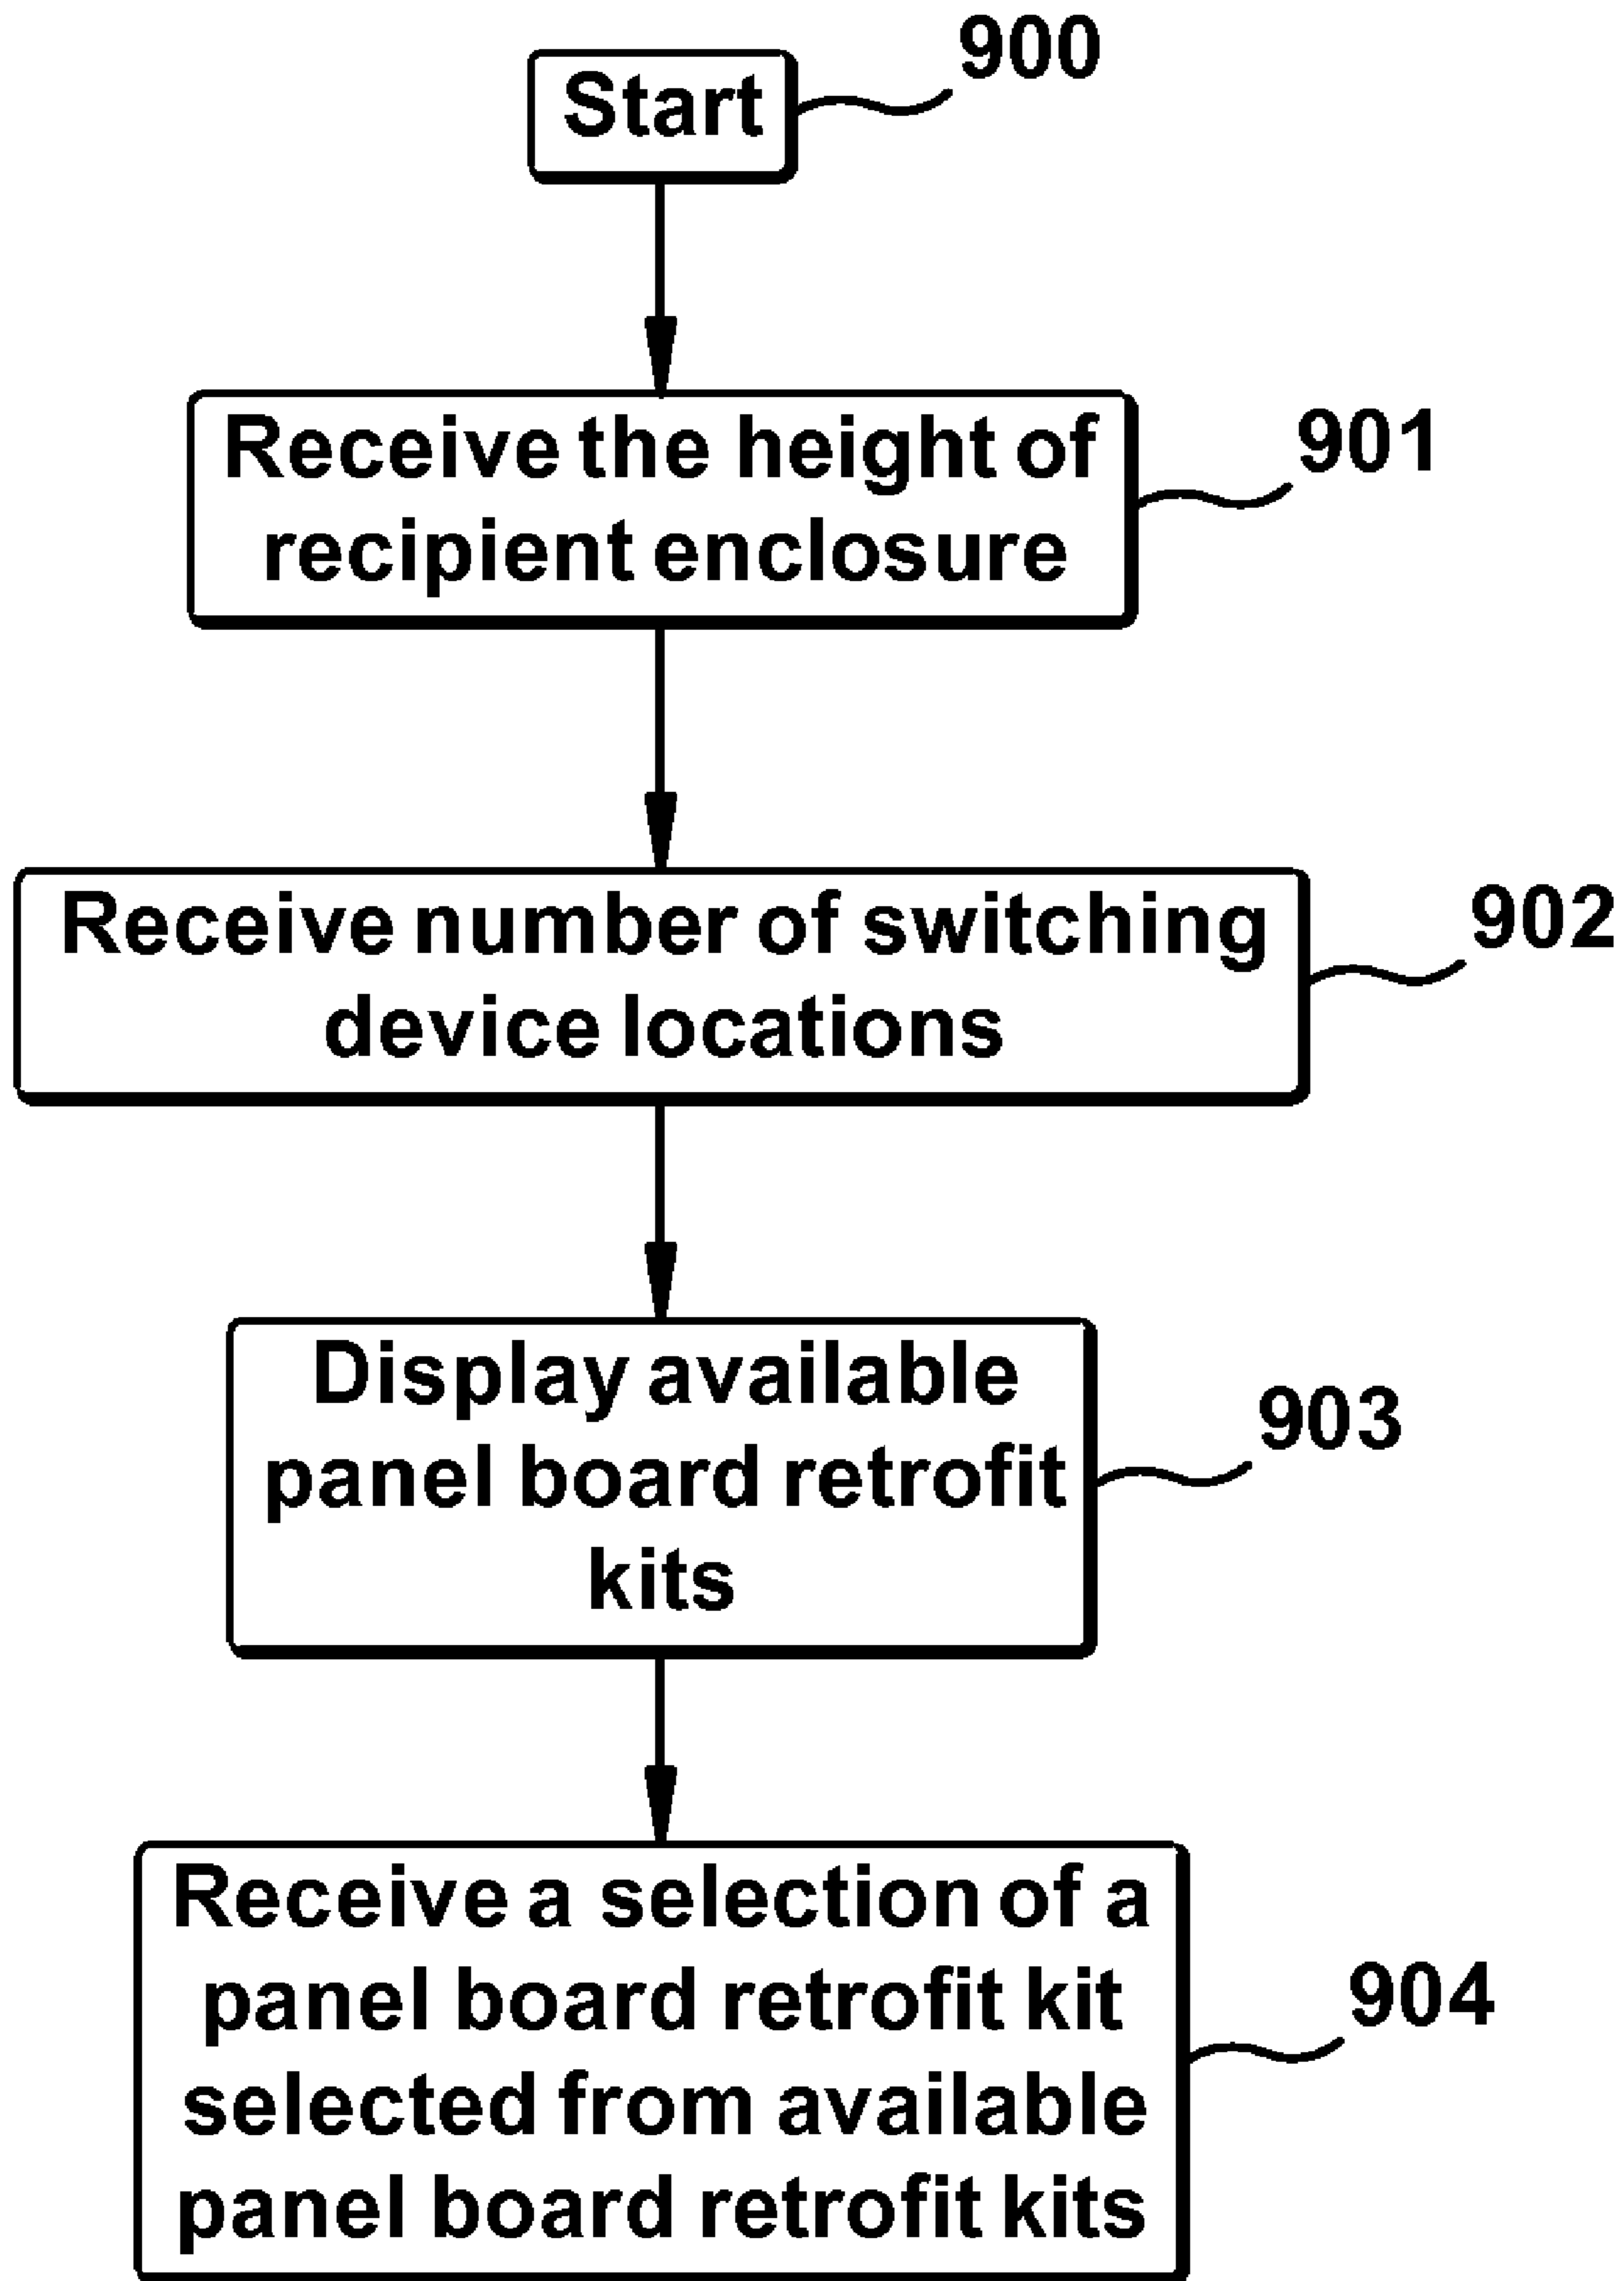 Start
900
Receive the height of
recipient enclosure
901
Receive number of switching
device locations
902
Display available
panel board retrofit
kits
903
Receive a selection of a
panel board retrofit kit
selected from available
panel board retrofit kits
904